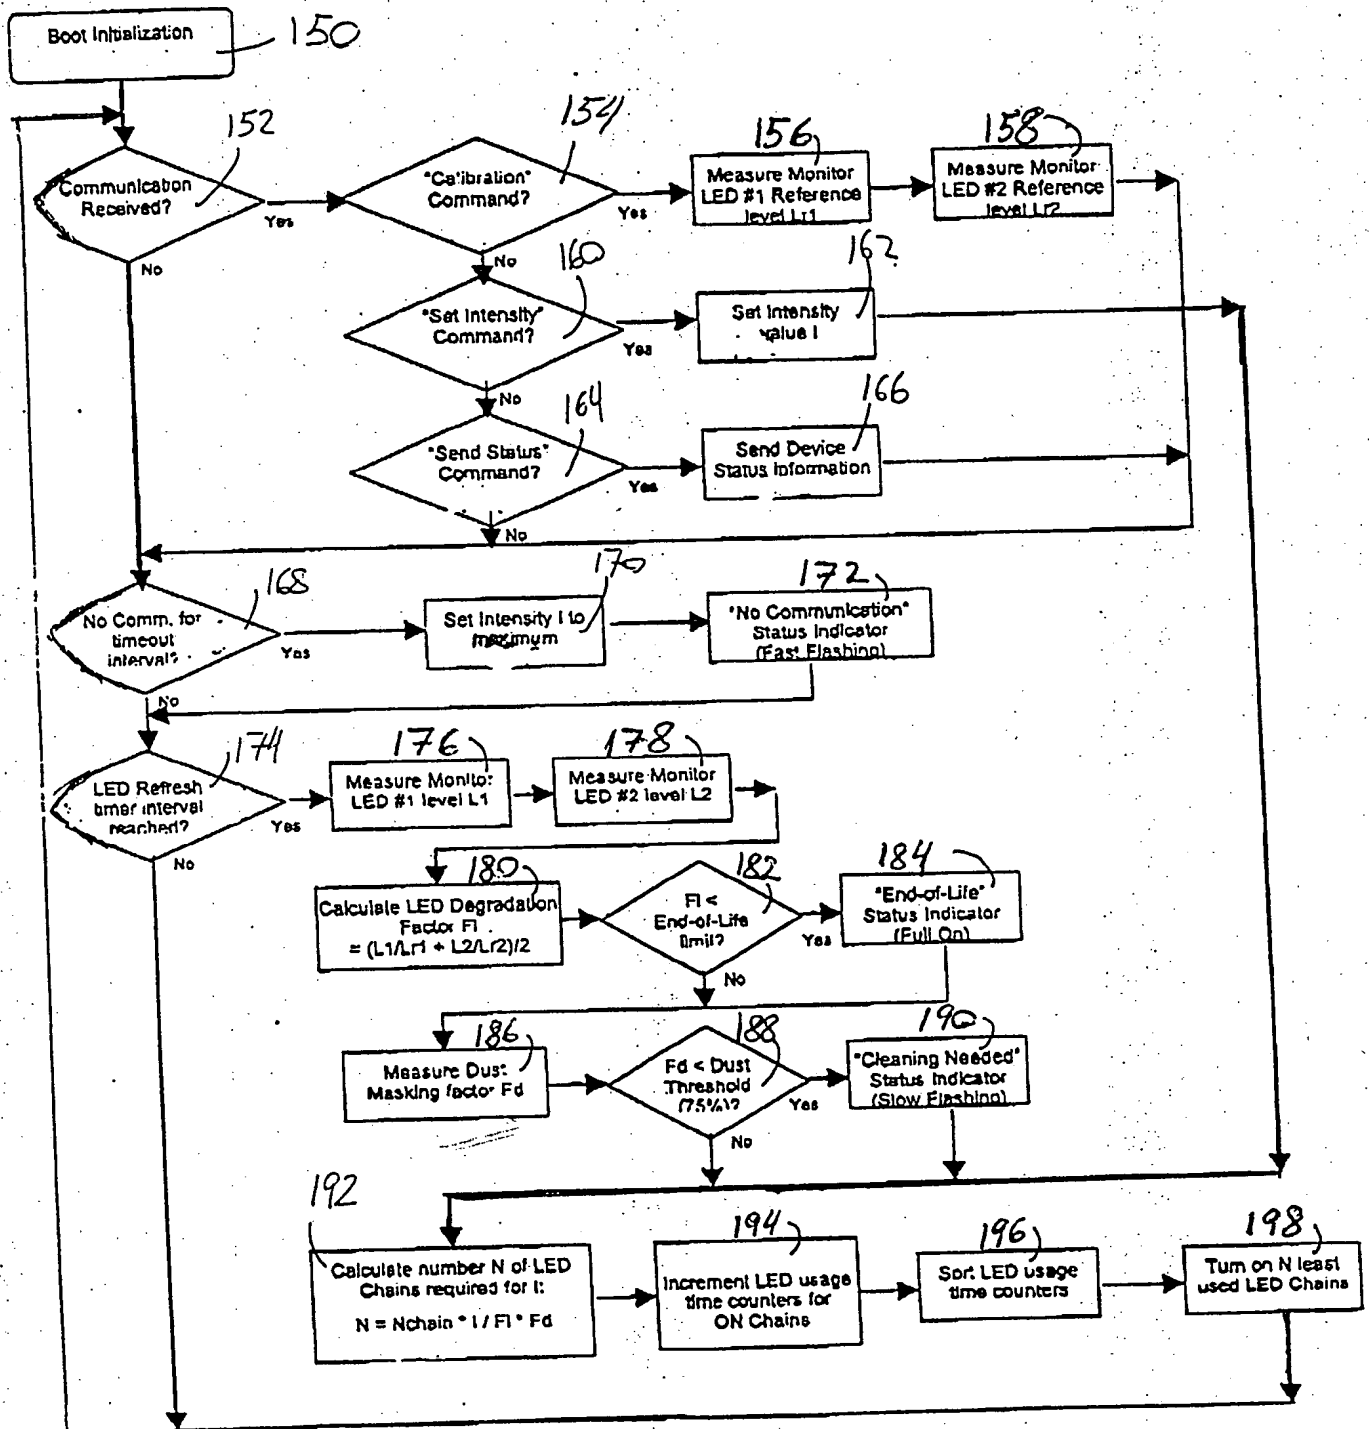 Boot Initialization
150
152
Communication
Received?
Yes
No
154
"Calibration"
Command?
Yes
No
156
Measure Monitor
LED #1 Reference
level Lr1
158
Measure Monitor
LED #2 Reference
level Lr2
160
"Set Intensity"
Command?
Yes
No
162
Set Intensity
value I
164
"Send Status"
Command?
Yes
No
166
Send Device
Status Information
168
No Comm. for
timeout
interval?
Yes
No
170
Set Intensity I to
maximum
172
"No Communication"
Status Indicator
(Fast Flashing)
174
LED Refresh
timer interval
reached?
Yes
No
176
Measure Monitor
LED #1 level L1
178
Measure Monitor
LED #2 level L2
180
Calculate LED Degradation
Factor Fl
= (L1/Lr1 + L2/Lr2)/2
182
Fl <
End-of-Life
limit?
Yes
No
184
"End-of-Life"
Status Indicator
(Full On)
186
Measure Dust
Masking factor Fd
188
Fd < Dust
Threshold
(75%)?
Yes
No
190
"Cleaning Needed"
Status Indicator
(Slow Flashing)
192
Calculate number N of LED
Chains required for I:
N = Nchain * I / Fl * Fd
194
Increment LED usage
time counters for
ON Chains
196
Sort LED usage
time counters
198
Turn on N least
used LED Chains